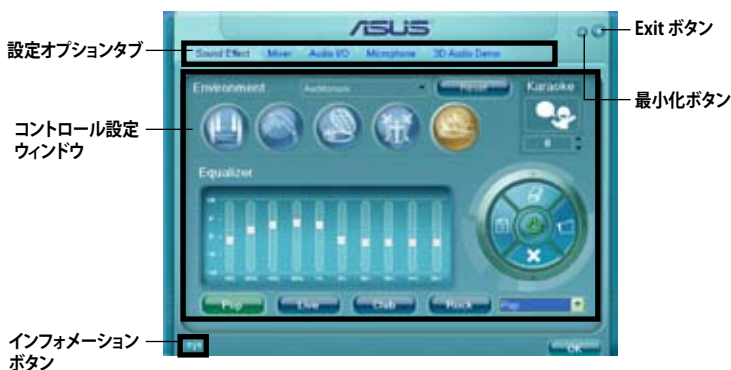 ASUS
Exit ボタン
設定オプションタブ
Sound Effect Mixer Audio I/O Microphone 3D Audio Demo
最小化ボタン
Environment Auditorium Reset Karaoke
コントロール設定
ウィンドウ
0
Equalizer
Pop Live Club Rock Pop
インフォメーション
ボタン
OK